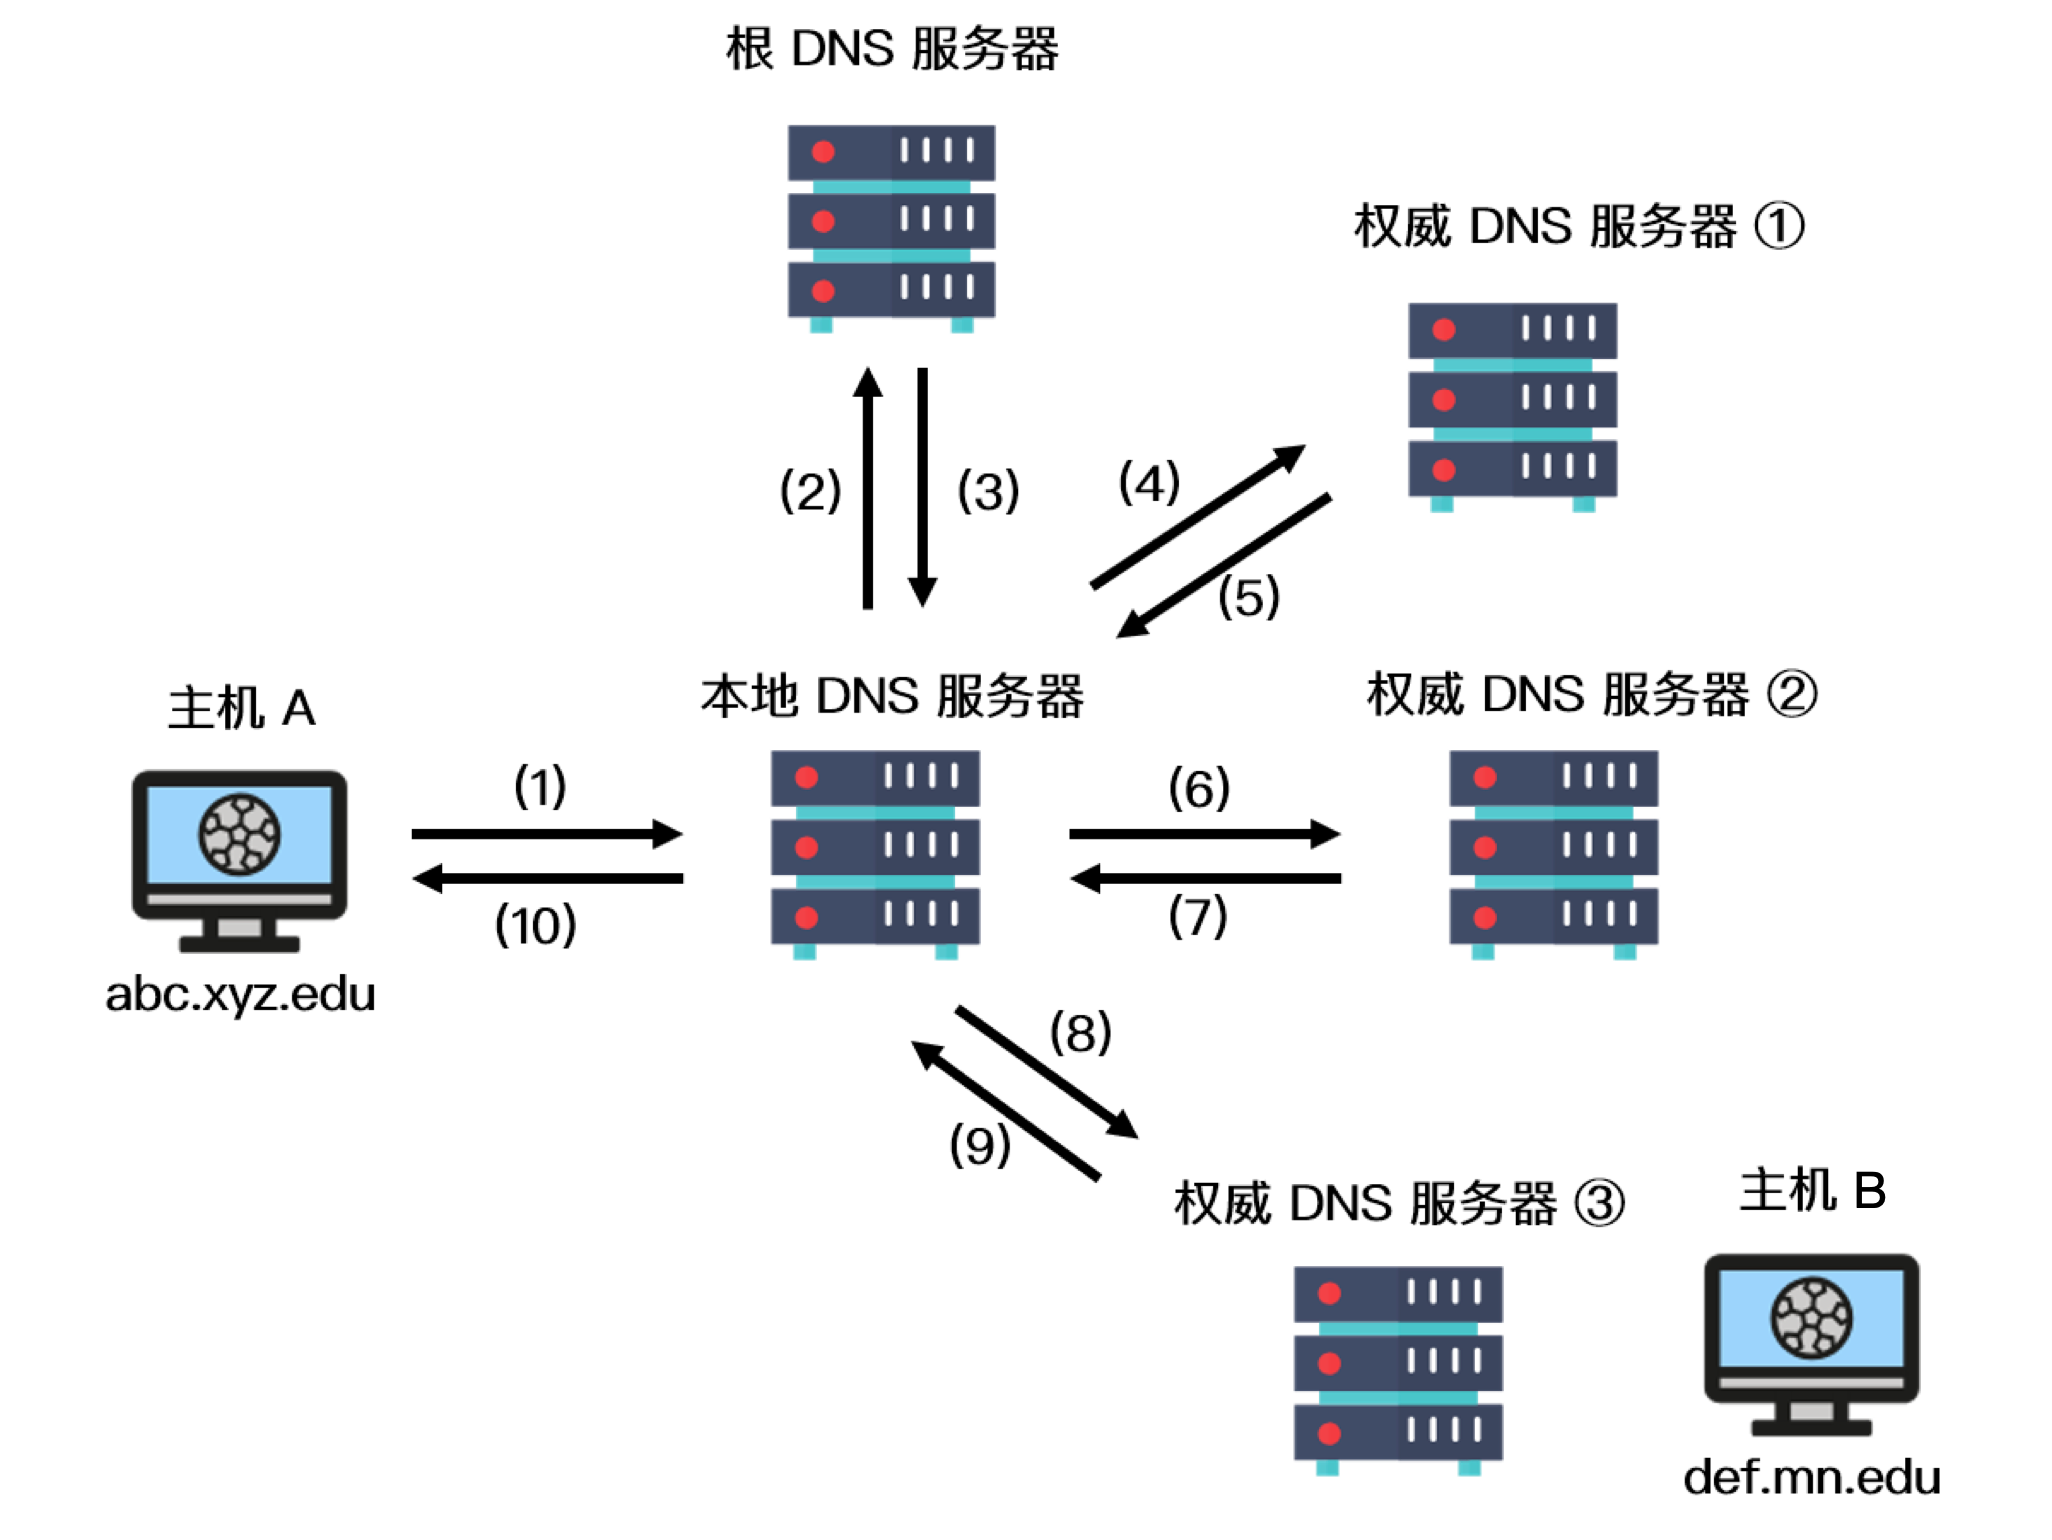 根 DNS 服务器
权威 DNS 服务器 ①
(2)
(3)
(4)
(5)
主机 A
本地 DNS 服务器
权威 DNS 服务器 ②
(1)
(6)
(10)
(7)
abc.xyz.edu
(8)
(9)
权威 DNS 服务器 ③
主机 B
def.mn.edu